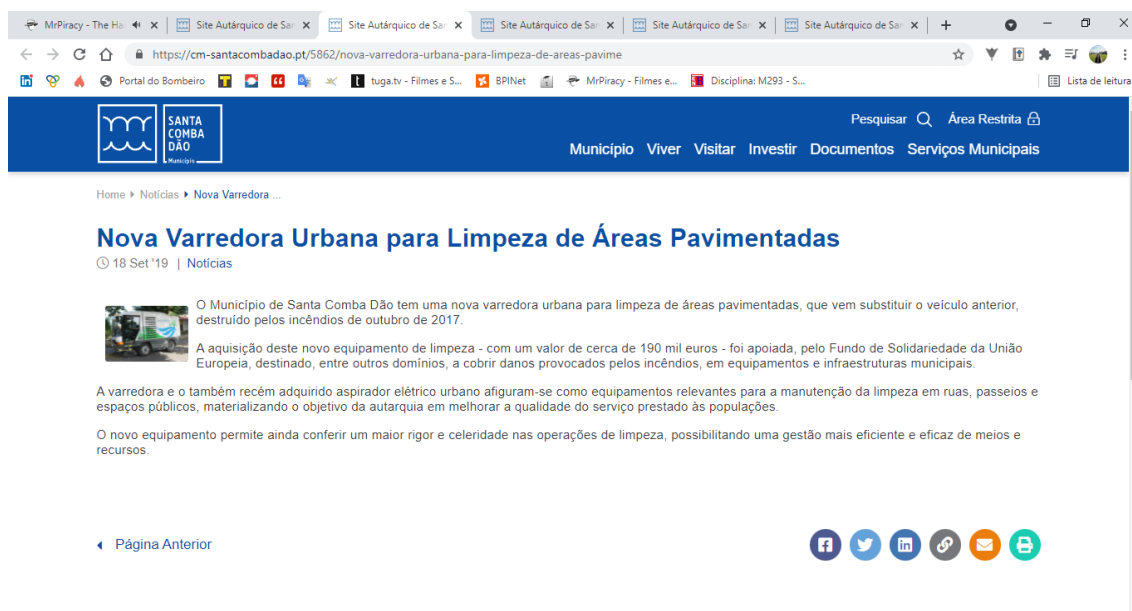 MrPiracy - The Ha
Site Autárquico de Sar
Site Autárquico de Sar
Site Autárquico de Sar
Site Autárquico de Sar
Site Autárquico de Sar
https://cm-santacombadao.pt/5862/nova-varredora-urbana-para-limpeza-de-areas-pavime
Portal do Bombeiro
tuga.tv - Filmes e S...
BPINet
MrPiracy - Filmes e...
Disciplina: M293 - S...
Lista de leitura
SANTA
COMBA
DÃO
Município
Pesquisar
Área Restrita
Município Viver Visitar Investir Documentos Serviços Municipais
Home Notícias Nova Varredora ...
Nova Varredora Urbana para Limpeza de Áreas Pavimentadas
18 Set '19 | Notícias
O Município de Santa Comba Dão tem uma nova varredora urbana para limpeza de áreas pavimentadas, que vem substituir o veículo anterior,
destruído pelos incêndios de outubro de 2017.
A aquisição deste novo equipamento de limpeza - com um valor de cerca de 190 mil euros - foi apoiada, pelo Fundo de Solidariedade da União
Europeia, destinado, entre outros domínios, a cobrir danos provocados pelos incêndios, em equipamentos e infraestruturas municipais.
A varredora e o também recém adquirido aspirador elétrico urbano afiguram-se como equipamentos relevantes para a manutenção da limpeza em ruas, passeios e
espaços públicos, materializando o objetivo da autarquia em melhorar a qualidade do serviço prestado às populações.
O novo equipamento permite ainda conferir um maior rigor e celeridade nas operações de limpeza, possibilitando uma gestão mais eficiente e eficaz de meios e
recursos.
Página Anterior